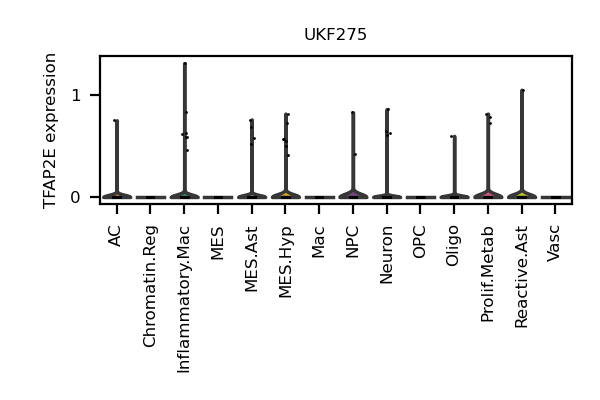 UKF275
TFAP2E expression
1
0
AC
Chromatin.Reg
Inflammatory.Mac
MES
MES.Ast
MES.Hyp
Mac
NPC
Neuron
OPC
Oligo
Prolif.Metab
Reactive.Ast
Vasc